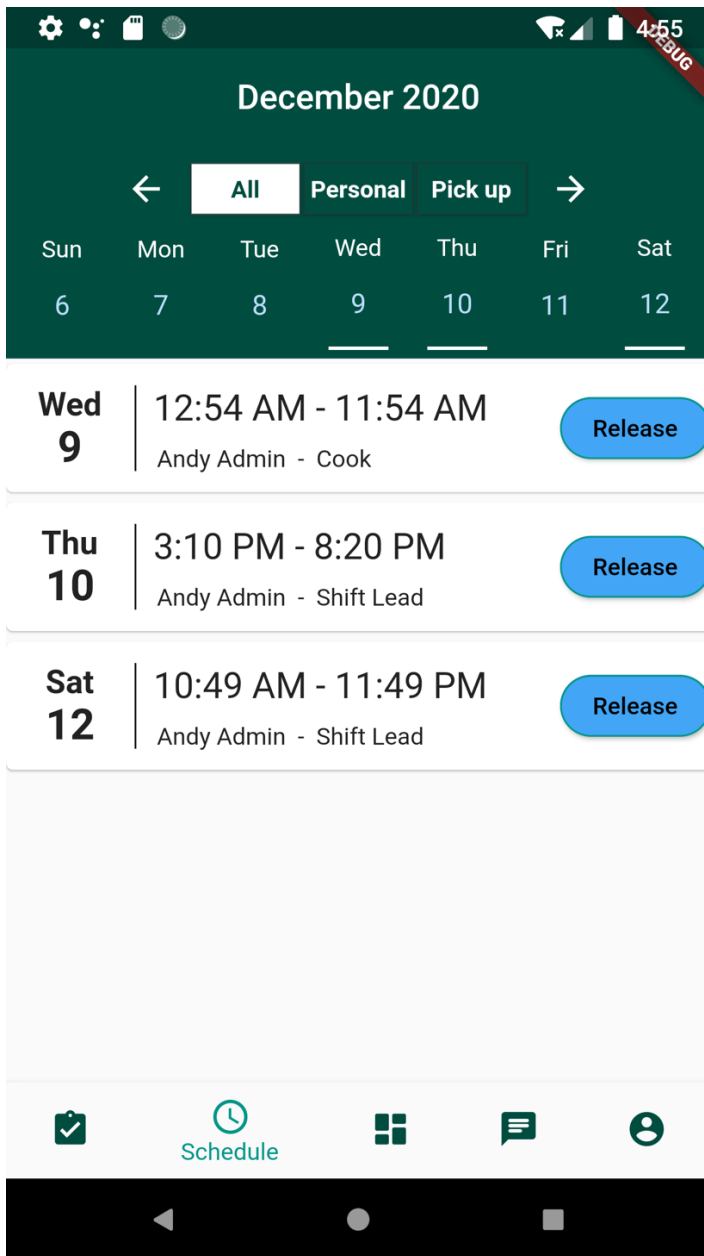 4:55
DEBUG
December 2020
All Personal Pick up
Sun Mon Tue Wed Thu Fri Sat
6 7 8 9 10 11 12
Wed
9
12:54 AM - 11:54 AM
Andy Admin - Cook
Release
Thu
10
3:10 PM - 8:20 PM
Andy Admin - Shift Lead
Release
Sat
12
10:49 AM - 11:49 PM
Andy Admin - Shift Lead
Release
Schedule